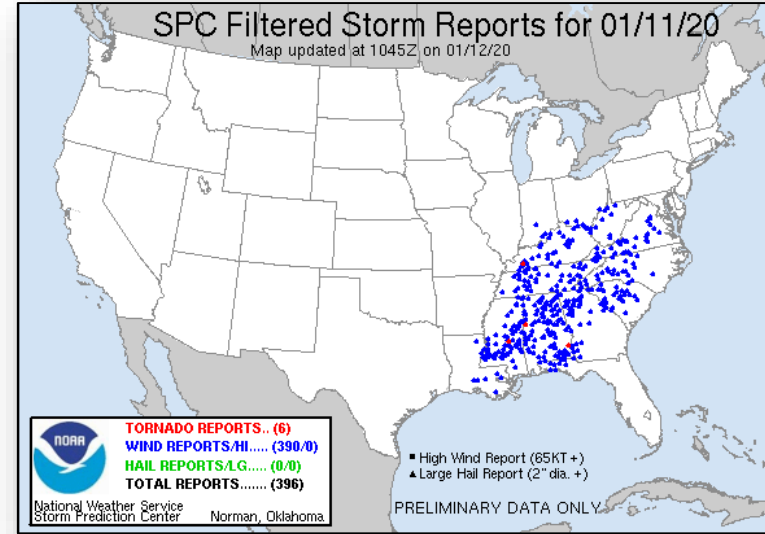 SPC Filtered Storm Reports for 01/11/20
Map updated at 1045Z on 01/12/20
NOAA
TORNADO REPORTS.. (6)
WIND REPORTS/HI..... (390/0)
HAIL REPORTS/LG..... (0/0)
TOTAL REPORTS....... (396)
National Weather Service
Storm Prediction Center Norman, Oklahoma
High Wind Report (65KT +)
Large Hail Report (2" dia. +)
PRELIMINARY DATA ONLY